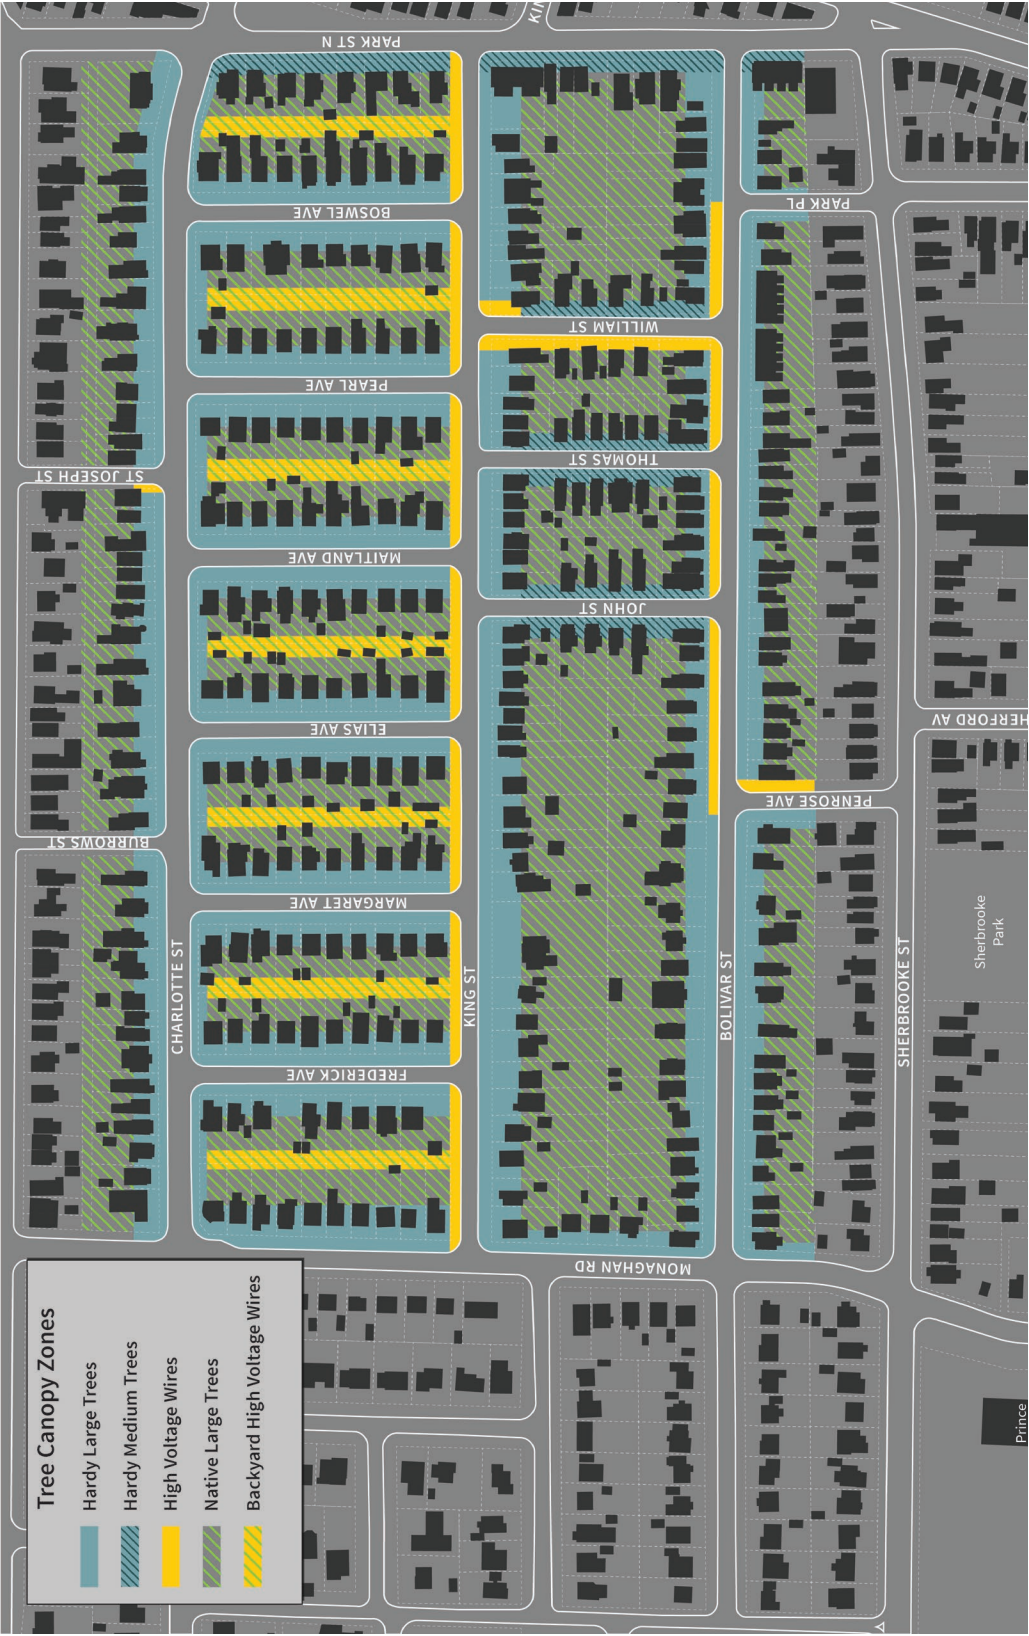 PARK ST N
KIN
BOSWEL AVE
PARK PL
WILLIAM ST
PEARL AVE
THOMAS ST
ST JOSEPH ST
MAITLAND AVE
JOHN ST
ELIAS AVE
HERFORD AV
PENROSE AVE
BURROWS ST
MARGARET AVE
Sherbrooke
Park
CHARLOTTE ST
KING ST
BOLIVAR ST
SHERBROOKE ST
FREDERICK AVE
MONAGHAN RD
Tree Canopy Zones
Hardy Large Trees
Hardy Medium Trees
High Voltage Wires
Native Large Trees
Backyard High Voltage Wires
Prince